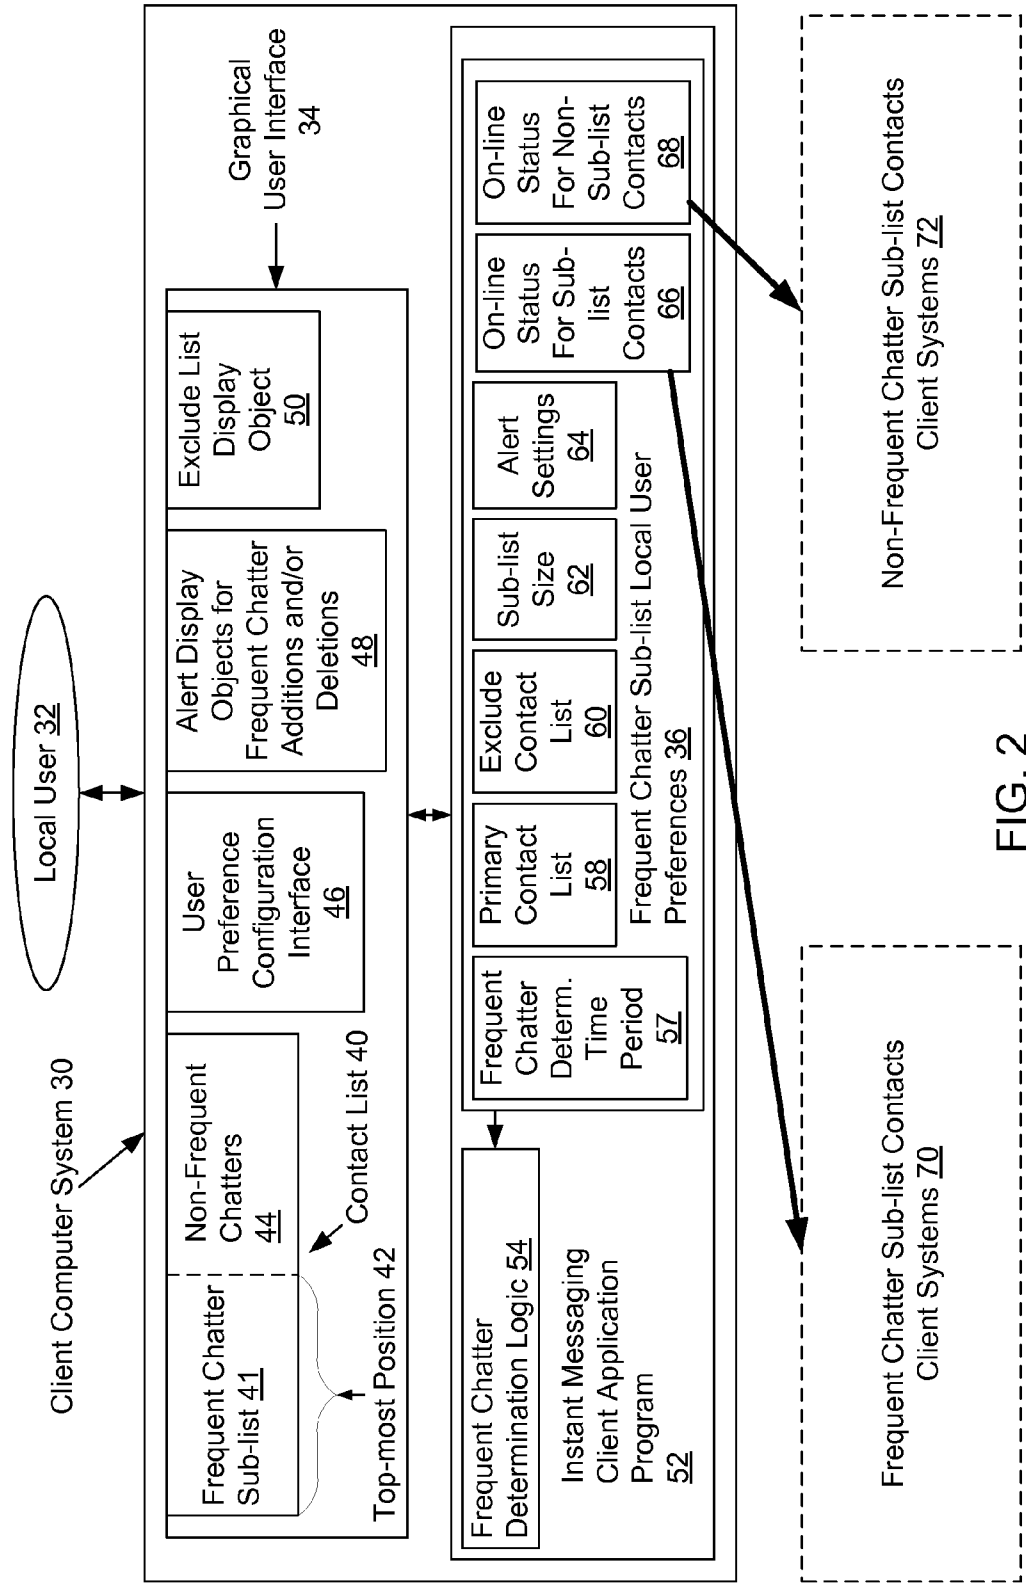 Local User 32
Client Computer System 30
Graphical
User Interface
34
Frequent Chatter
Sub-list 41
Non-Frequent
Chatters
44
Contact List 40
Top-most Position 42
User
Preference
Configuration
Interface
46
Alert Display
Objects for
Frequent Chatter
Additions and/or
Deletions
48
Exclude List
Display
Object
50
Frequent Chatter
Determination Logic 54
Instant Messaging
Client Application
Program
52
Frequent
Chatter
Determ.
Time
Period
57
Primary
Contact
List
58
Exclude
Contact
List
60
Sub-list
Size
62
Alert
Settings
64
On-line
Status
For Sub-
list
Contacts
66
On-line
Status
For Non-
Sub-list
Contacts
68
Frequent Chatter Sub-list Local User
Preferences 36
Frequent Chatter Sub-list Contacts
Client Systems 70
Non-Frequent Chatter Sub-list Contacts
Client Systems 72
FIG. 2